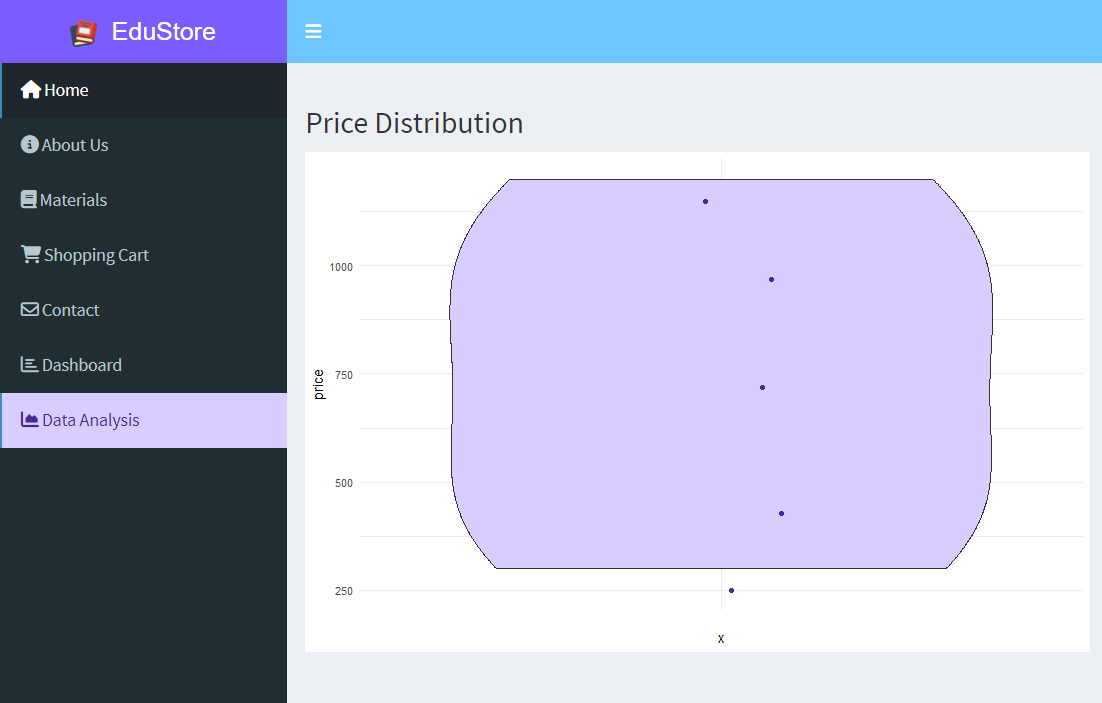 EduStore
Home
About Us
Materials
Shopping Cart
Contact
Dashboard
Data Analysis
Price Distribution
1000
750
500
250
price
x